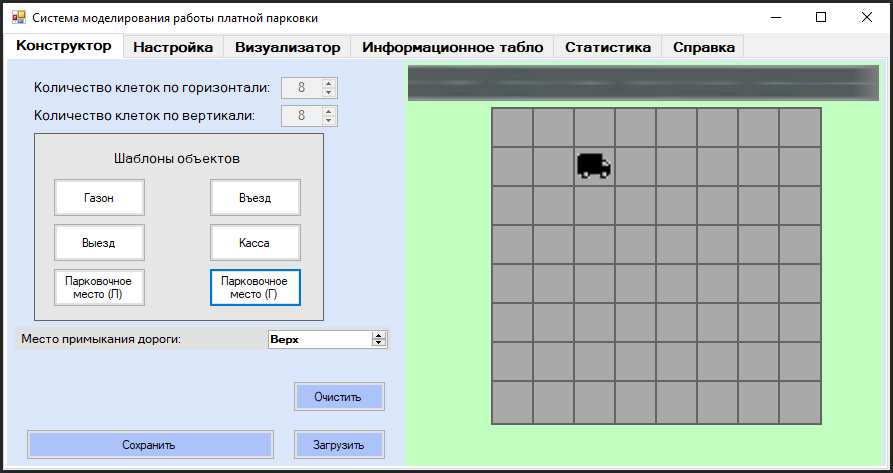 Система моделирования работы платной парковки
Конструктор Настройка Визуализатор Информационное табло Статистика Справка
Количество клеток по горизонтали: 8
Количество клеток по вертикали: 8
Шаблоны объектов
Газон Въезд
Выезд Касса
Парковочное место (Л) Парковочное место (Г)
Место примыкания дороги: Верх
Очистить
Сохранить Загрузить